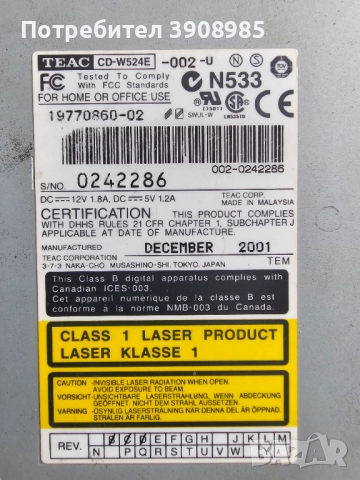 Потребител 3908985
TEAC CD-W524E -002 -U
FC Tested To Comply With FCC Standards
FOR HOME OR OFFICE USE
N533
19770860-02
E75017
SWUL-W
LR53510
TÜV
002-0242286
S/NO. 0242286
DC 12V 1.8A, DC 5V 1.2A
TEAC CORP
MADE IN MALAYSIA
CERTIFICATION THIS PRODUCT COMPLIES
WITH DHHS RULES 21 CFR CHAPTER 1, SUBCHAPTER J
APPLICABLE AT DATE OF MANUFACTURE.
MANUFACTURED DECEMBER 2001
TEAC CORPORATION
3-7-3 NAKA-CHO. MUSASHINO-SHI. TOKYO. JAPAN TEM
This Class B digital apparatus complies with
Canadian ICES-003.
Cet appareil numérique de la classe B est
conforme à la norme NMB-003 du Canada.
CLASS 1 LASER PRODUCT
LASER KLASSE 1
CAUTION -INVISIBLE LASER RADIATION WHEN OPEN.
AVOID EXPOSURE TO BEAM.
VORSICHT-UNSICHTBARE LASERSTRAHLUNG, WENN ABDECKUNG
GEÖFFNET NICHT DEM STRAHL AUSSETZEN.
VARNING -OSYNLIG LASERSTRÅLNING NÄR DENNA DEL ÄR ÖPPNAD
STRÅLEN ÄR FARLIG.
REV. B C D E F G H J K L M
N P Q R S T U V W
BAZAR